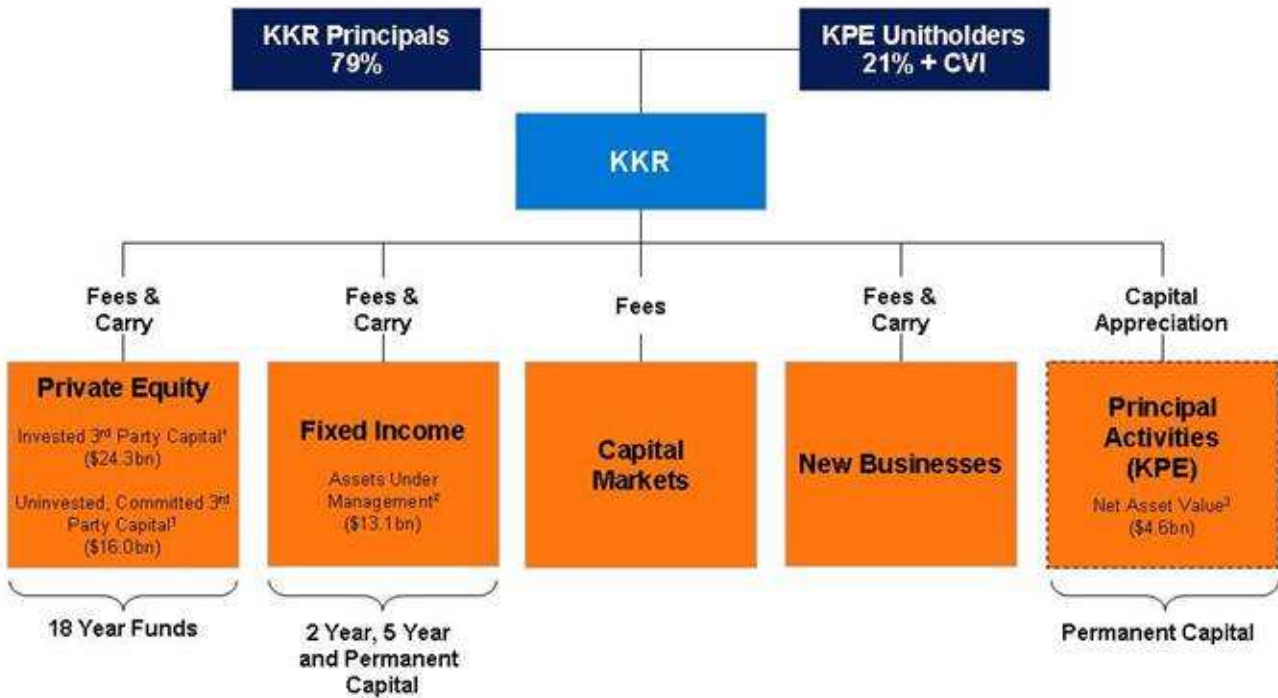 KKR Principals
79%
KPE Unitholders
21% + CVI
KKR
Fees &
Carry
Fees &
Carry
Fees
Fees &
Carry
Capital
Appreciation
Private Equity
Invested 3rd Party Capital¹
($24.3bn)
Uninvested, Committed 3rd
Party Capital¹
($16.0bn)
Fixed Income
Assets Under
Management²
($13.1bn)
Capital
Markets
New Businesses
Principal
Activities
(KPE)
Net Asset Value³
($4.6bn)
18 Year Funds
2 Year, 5 Year
and Permanent
Capital
Permanent Capital